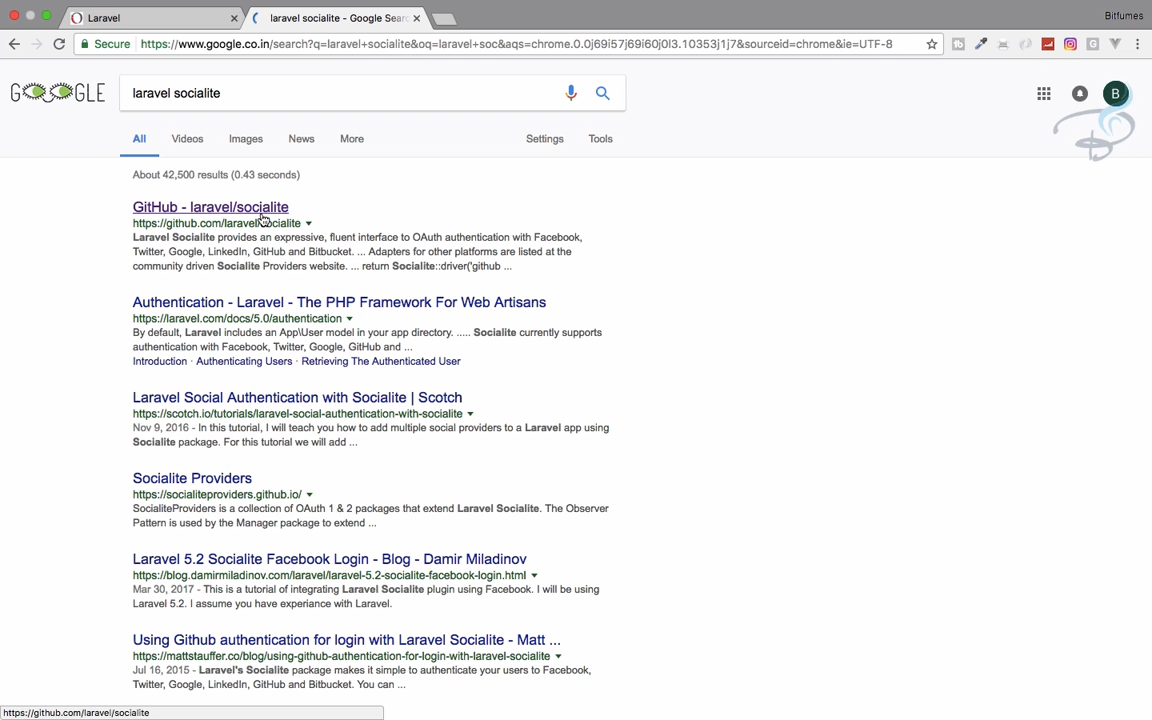 Laravel
laravel socialite - Google Sear
Bitfumes
Secure
https://www.google.co.in/search?q=laravel+socialite&oq=laravel+soc&aqs=chrome.0.0j69i57j69i60j0l3.10353j1j7&sourceid=chrome&ie=UTF-8
GOOGLE
laravel socialite
B
All
Videos
Images
News
More
Settings
Tools
About 42,500 results (0.43 seconds)
GitHub - laravel/socialite
https://github.com/laravel/socialite
Laravel Socialite provides an expressive, fluent interface to OAuth authentication with Facebook,
Twitter, Google, LinkedIn, GitHub and Bitbucket. ... Adapters for other platforms are listed at the
community driven Socialite Providers website. ... return Socialite::driver('github ...
Authentication - Laravel - The PHP Framework For Web Artisans
https://laravel.com/docs/5.0/authentication
By default, Laravel includes an App\User model in your app directory. ..... Socialite currently supports
authentication with Facebook, Twitter, Google, GitHub and ...
Introduction · Authenticating Users · Retrieving The Authenticated User
Laravel Social Authentication with Socialite | Scotch
https://scotch.io/tutorials/laravel-social-authentication-with-socialite
Nov 9, 2016 - In this tutorial, I will teach you how to add multiple social providers to a Laravel app using
Socialite package. For this tutorial we will add ...
Socialite Providers
https://socialiteproviders.github.io/
SocialiteProviders is a collection of OAuth 1 & 2 packages that extend Laravel Socialite. The Observer
Pattern is used by the Manager package to extend ...
Laravel 5.2 Socialite Facebook Login - Blog - Damir Miladinov
https://blog.damirmiladinov.com/laravel/laravel-5.2-socialite-facebook-login.html
Mar 30, 2017 - This is a tutorial of integrating Laravel Socialite plugin using Facebook. I will be using
Laravel 5.2. I assume you have experiance with Laravel.
Using Github authentication for login with Laravel Socialite - Matt ...
https://mattstauffer.co/blog/using-github-authentication-for-login-with-laravel-socialite
Jul 16, 2015 - Laravel's Socialite package makes it simple to authenticate your users to Facebook,
Twitter, Google, LinkedIn, GitHub and Bitbucket. You can ...
https://github.com/laravel/socialite